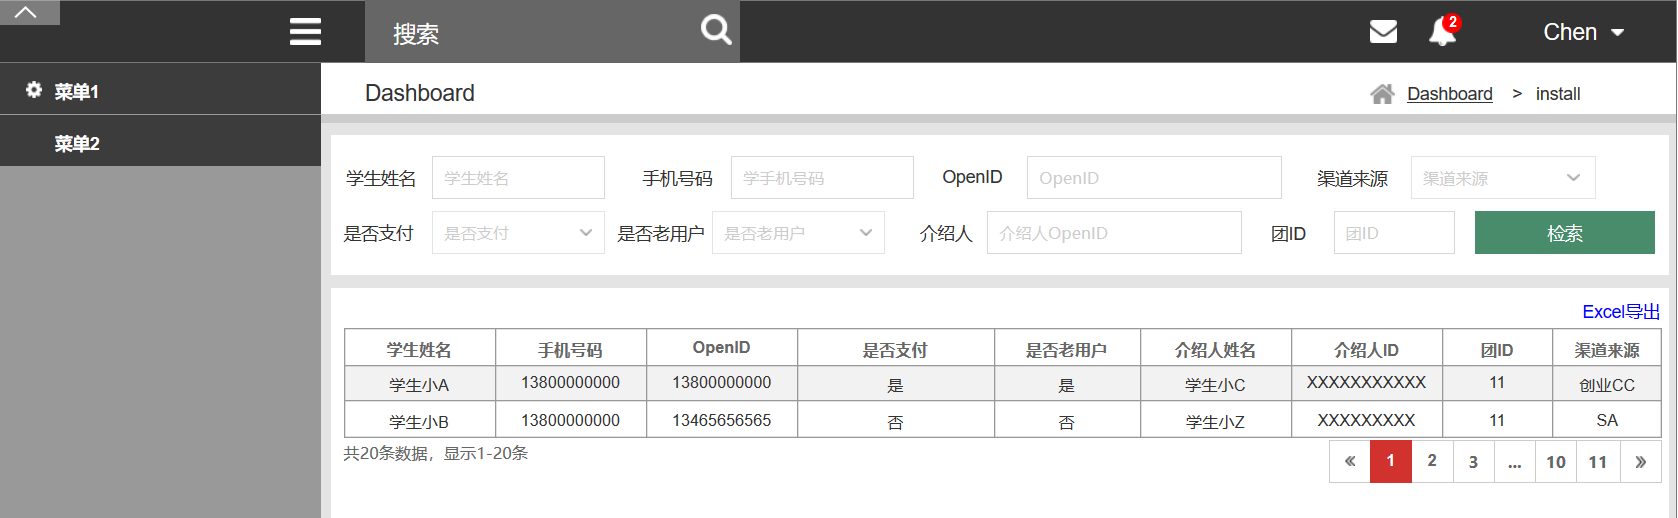 搜索
2
Chen
菜单1
菜单2
Dashboard
Dashboard > install
学生姓名 学生姓名 手机号码 学手机号码 OpenID OpenID 渠道来源 渠道来源
是否支付 是否支付 是否老用户 是否老用户 介绍人 介绍人OpenID 团ID 团ID 检索
Excel导出
学生姓名 手机号码 OpenID 是否支付 是否老用户 介绍人姓名 介绍人ID 团ID 渠道来源
学生小A 13800000000 13800000000 是 是 学生小C XXXXXXXXXXX 11 创业CC
学生小B 13800000000 13465656565 否 否 学生小Z XXXXXXXXX 11 SA
共20条数据，显示1-20条
« 1 2 3 ... 10 11 »